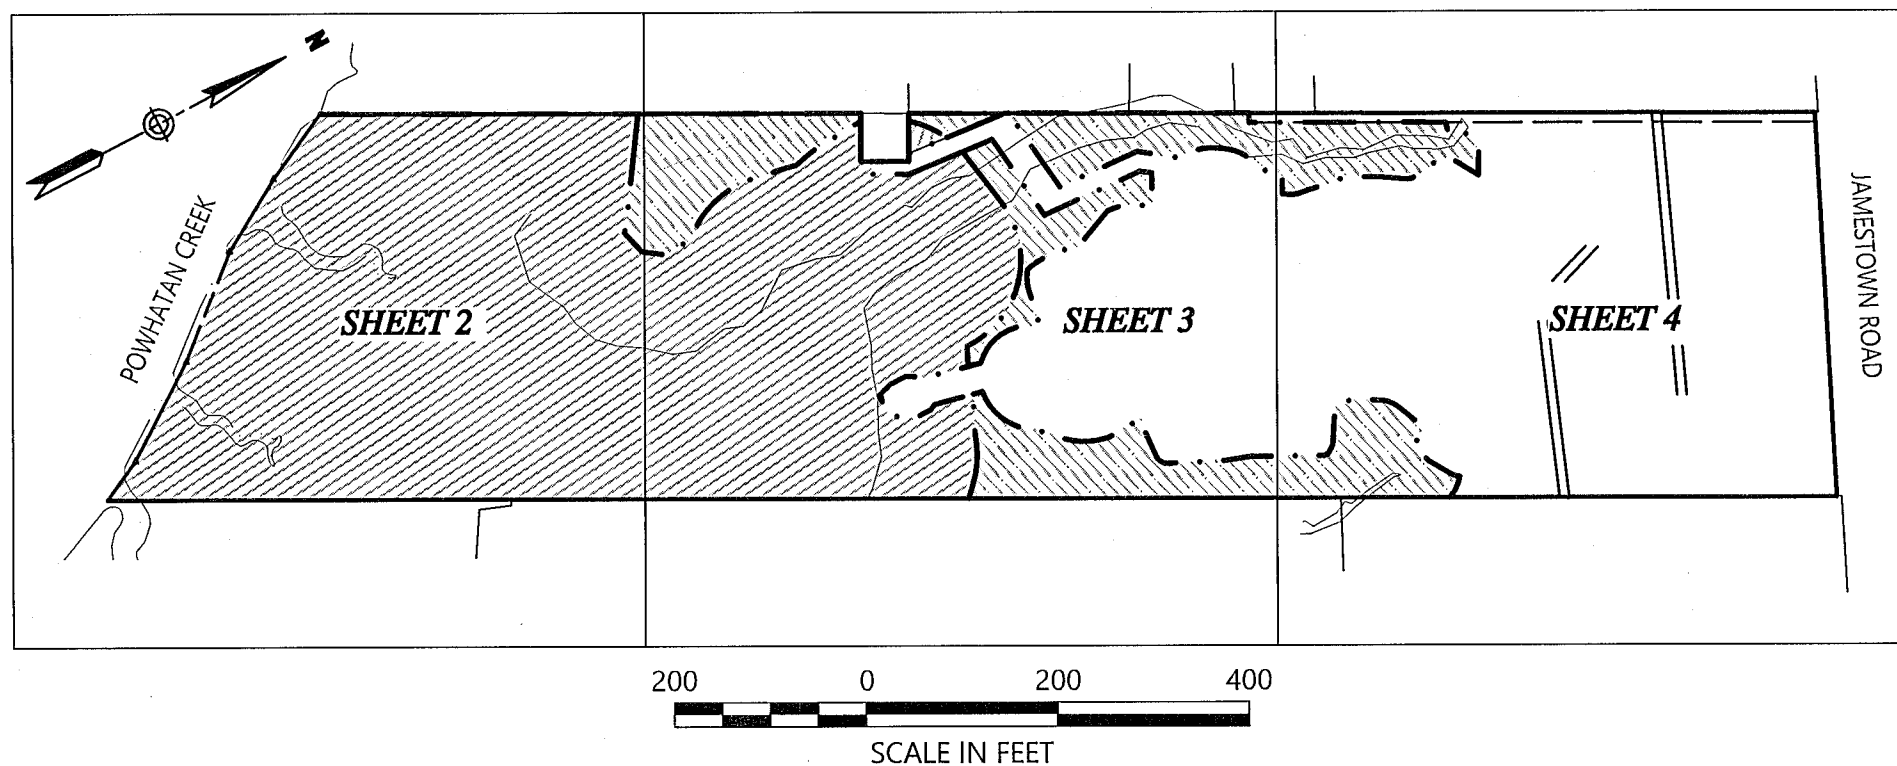 N
POWHATAN CREEK
SHEET 2
SHEET 3
SHEET 4
JAMESTOWN ROAD
200 0 200 400
SCALE IN FEET